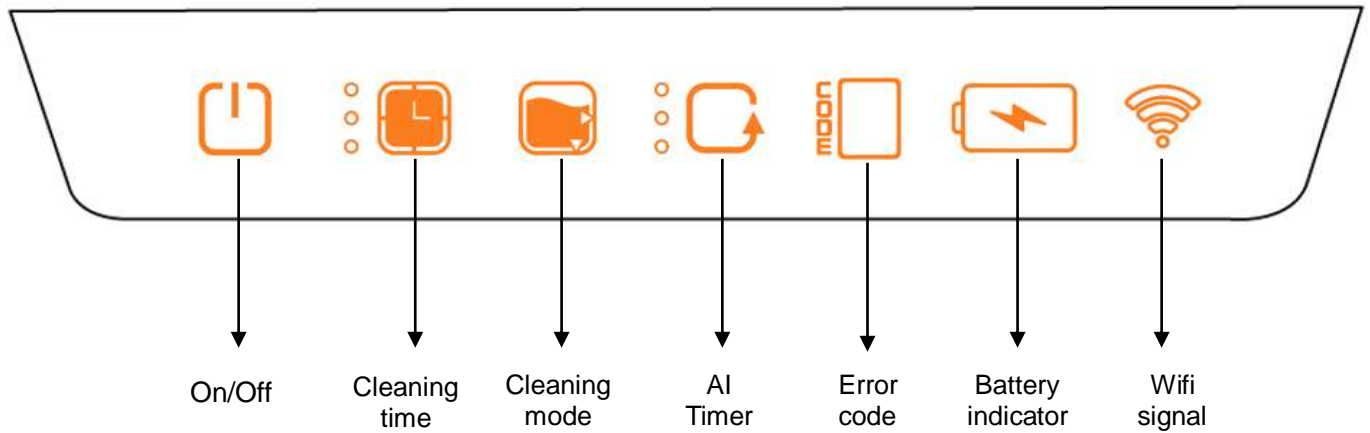 CODE
On/Off
Cleaning
time
Cleaning
mode
AI
Timer
Error
code
Battery
indicator
Wifi
signal